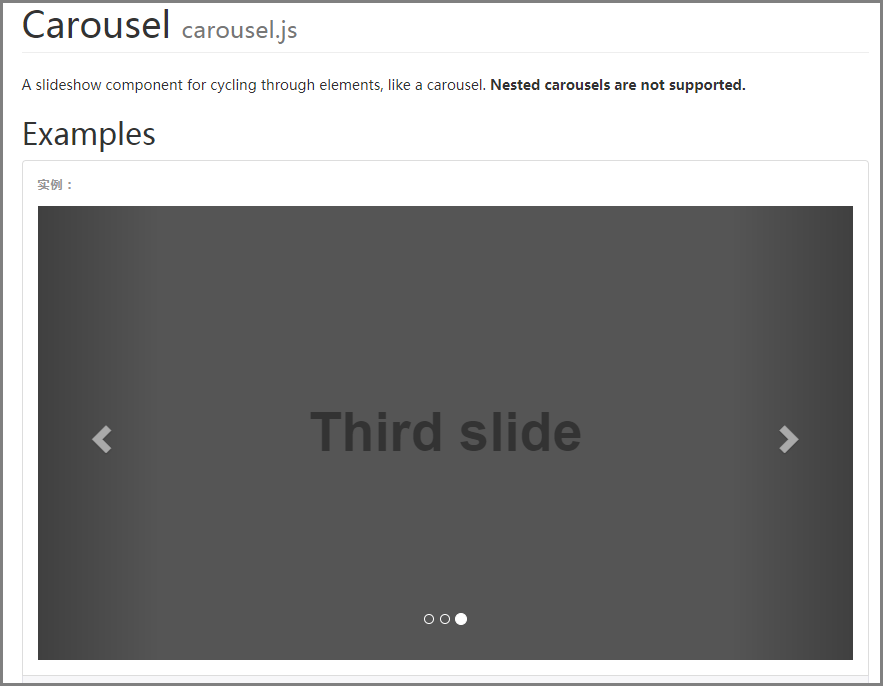 Carousel carousel.js
A slideshow component for cycling through elements, like a carousel. Nested carousels are not supported.
Examples
实例：
Third slide